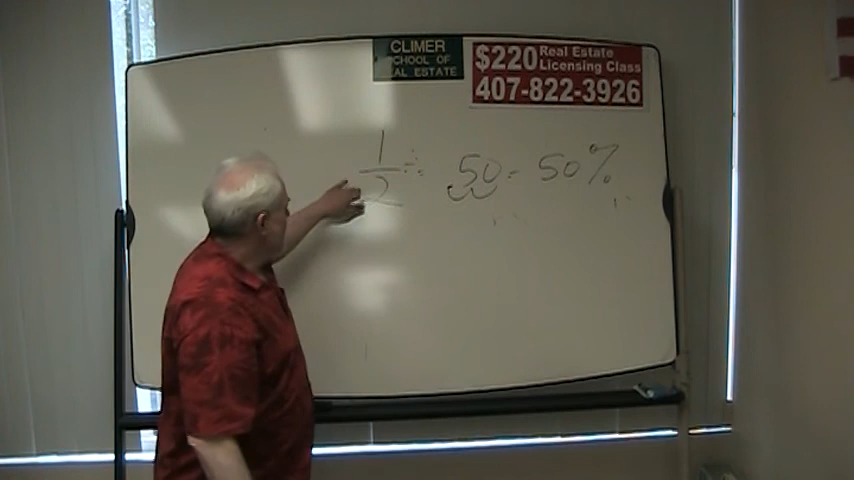 CLIMER
SCHOOL OF
REAL ESTATE
$220 Real Estate
Licensing Class
407-822-3926
1/2 ÷ 50 = 50%